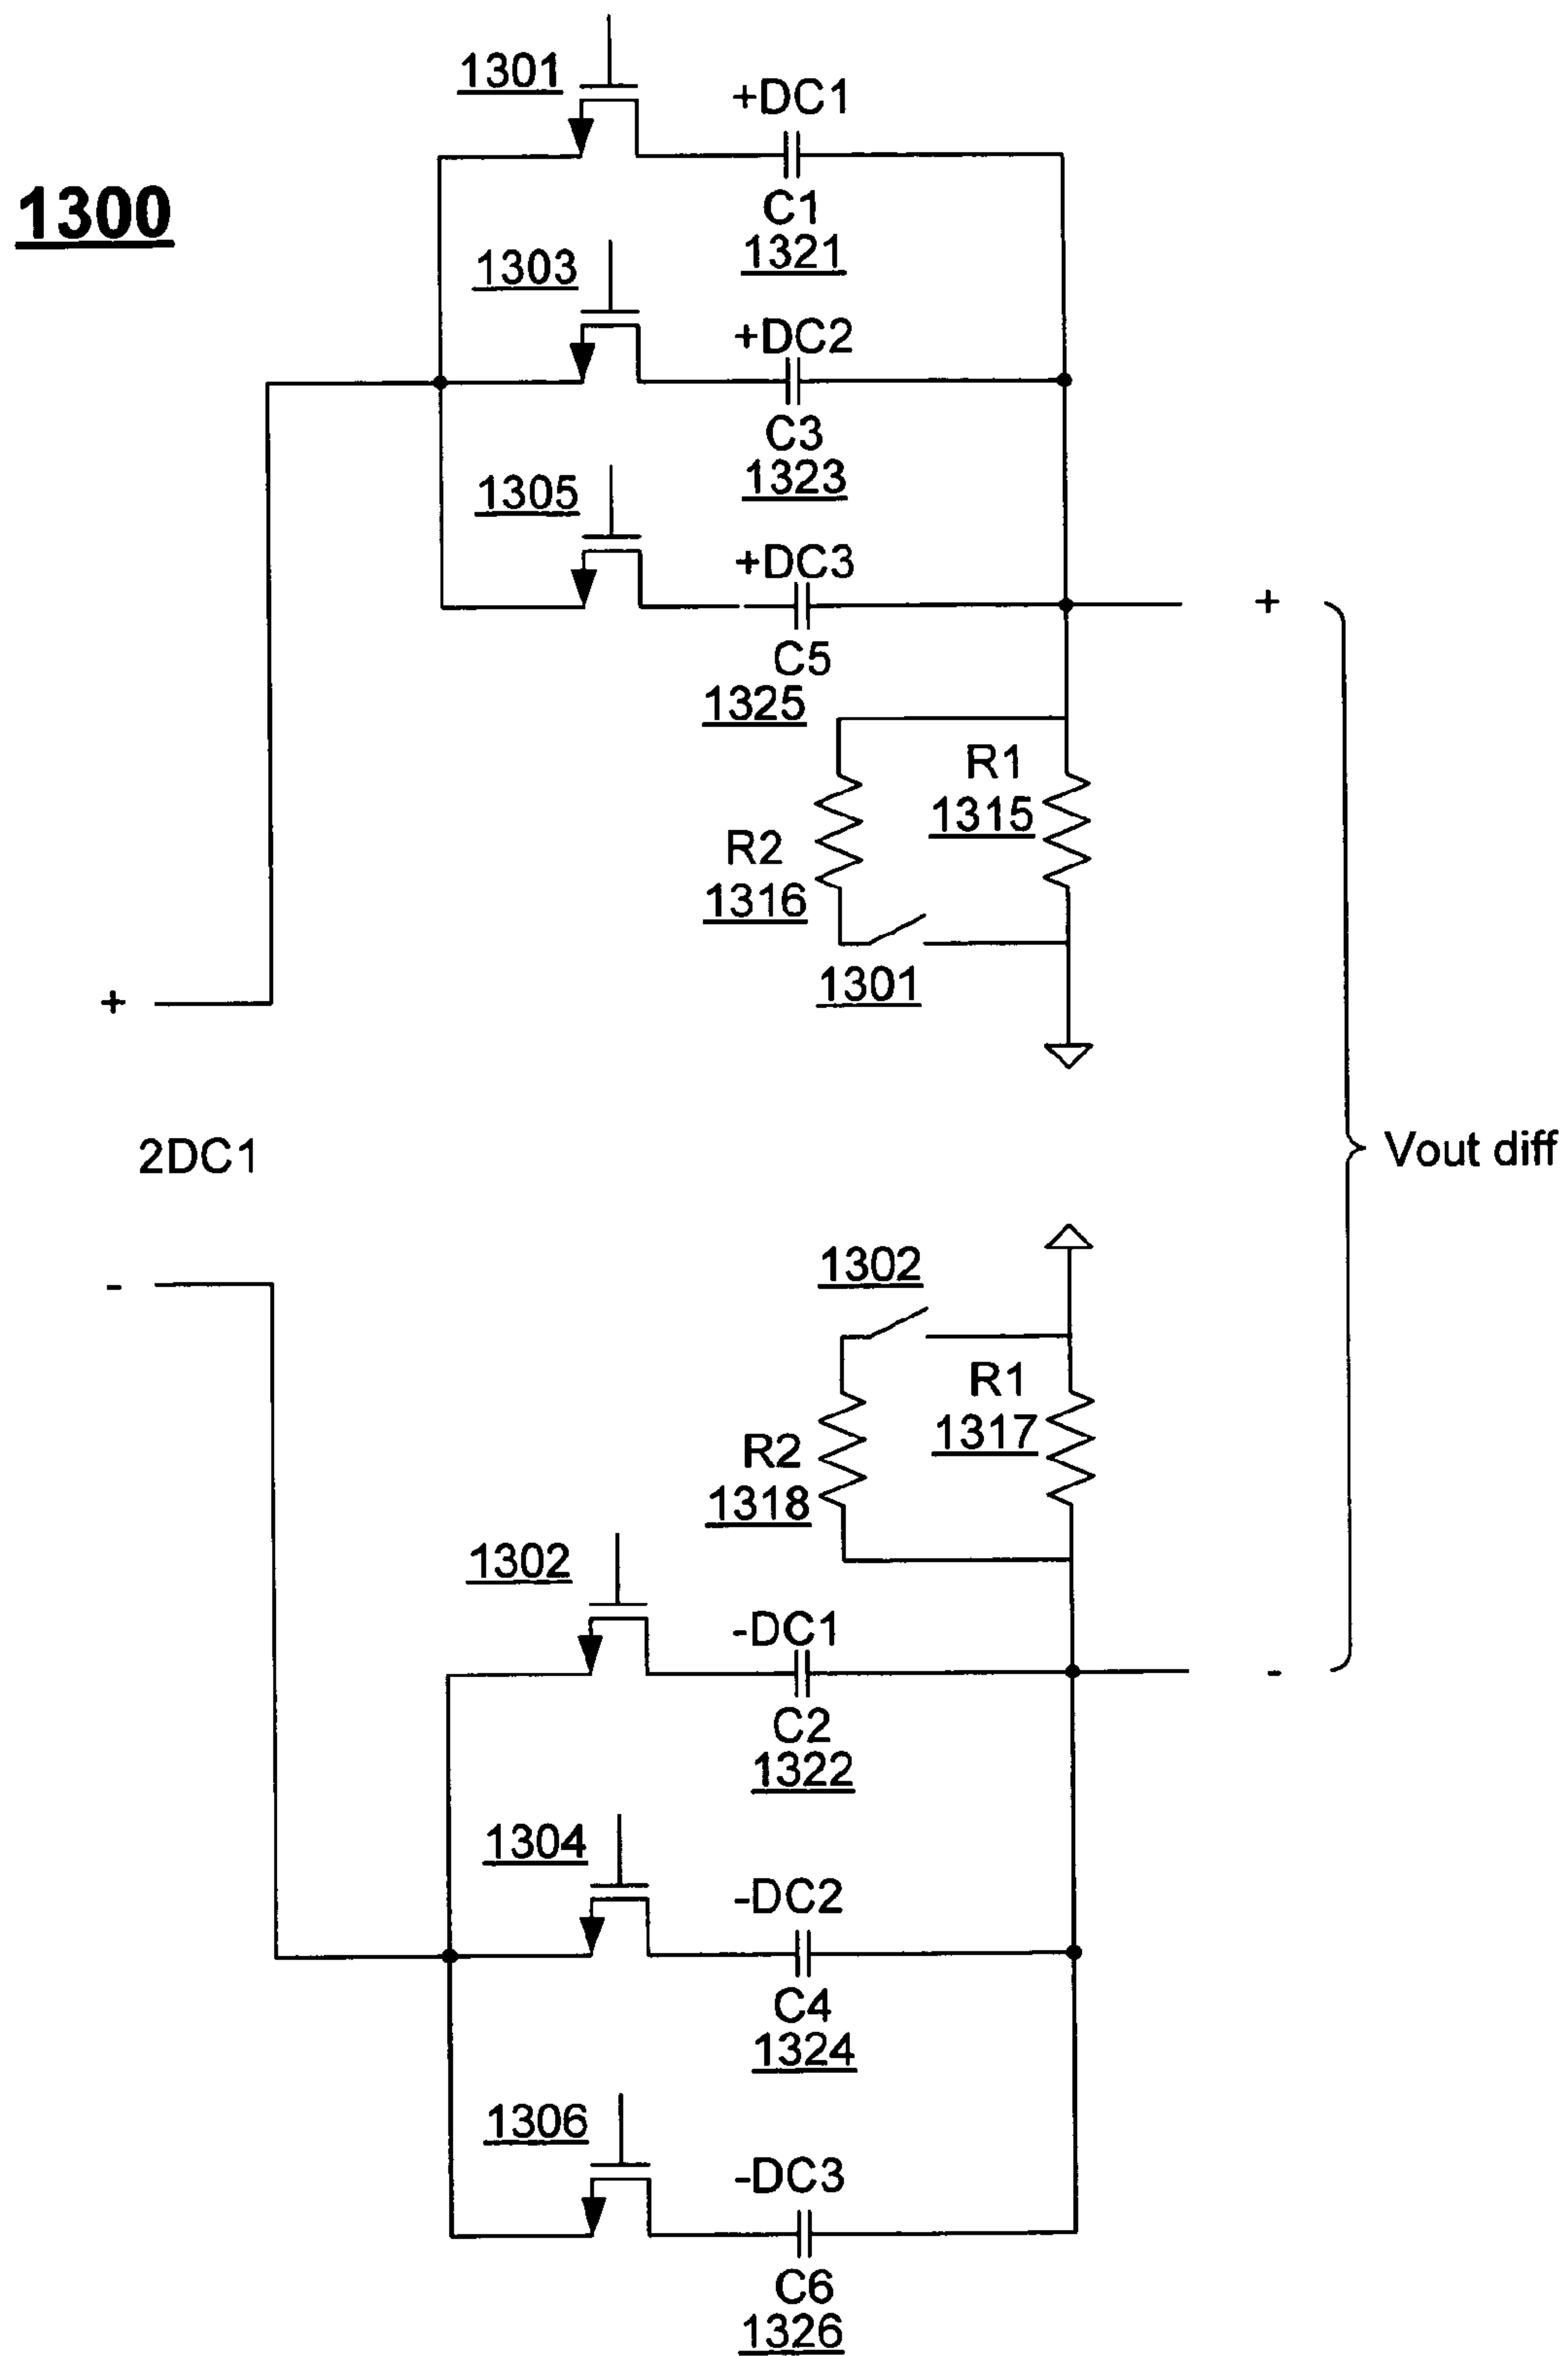 1300
1301
+DC1
C1
1321
1303
+DC2
C3
1323
1305
+DC3
C5
1325
+
R1
1315
R2
1316
1301
+
2DC1
Vout diff
-
1302
R1
1317
R2
1318
1302
-DC1
C2
1322
-
1304
-DC2
C4
1324
1306
-DC3
C6
1326